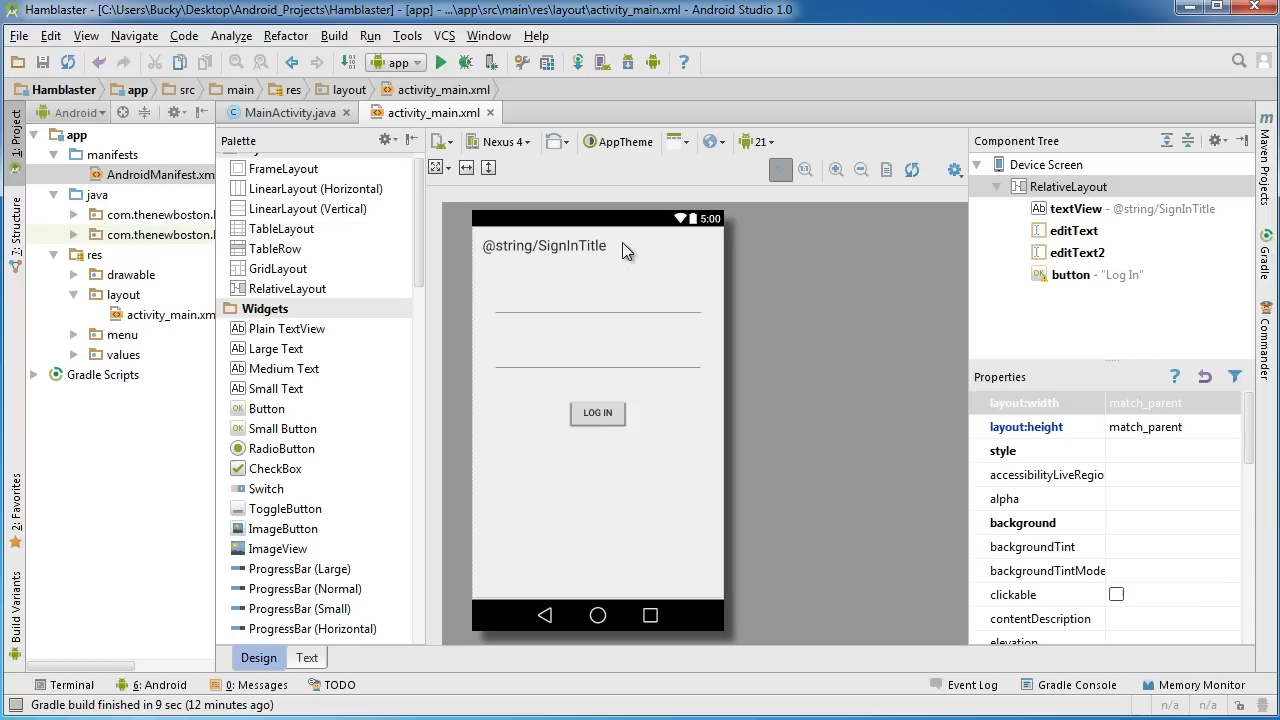 Hamblaster - [C:\Users\Bucky\Desktop\Android_Projects\Hamblaster] - [app] - ...\app\src\main\res\layout\activity_main.xml - Android Studio 1.0
File Edit View Navigate Code Analyze Refactor Build Run Tools VCS Window Help
app
Hamblaster app src main res layout activity_main.xml
Android
MainActivity.java activity_main.xml
1: Project
7: Structure
2: Favorites
Build Variants
app
manifests
AndroidManifest.xm
java
com.thenewboston.
com.thenewboston.
res
drawable
layout
activity_main.xm
menu
values
Gradle Scripts
Palette
FrameLayout
LinearLayout (Horizontal)
LinearLayout (Vertical)
TableLayout
TableRow
GridLayout
RelativeLayout
Widgets
Plain TextView
Large Text
Medium Text
Small Text
Button
Small Button
RadioButton
CheckBox
Switch
ToggleButton
ImageButton
ImageView
ProgressBar (Large)
ProgressBar (Normal)
ProgressBar (Small)
ProgressBar (Horizontal)
Design Text
Nexus 4 AppTheme 21
5:00
@string/SignInTitle
LOG IN
Component Tree
Device Screen
RelativeLayout
Ab textView - @string/SignInTitle
editText
editText2
OK button - "Log In"
Properties
layout:width match_parent
layout:height match_parent
style
accessibilityLiveRegio
alpha
background
backgroundTint
backgroundTintMode
clickable
contentDescription
elevation
Maven Projects
Gradle
Commander
Terminal 6: Android 0: Messages TODO Event Log Gradle Console Memory Monitor
Gradle build finished in 9 sec (12 minutes ago) n/a n/a